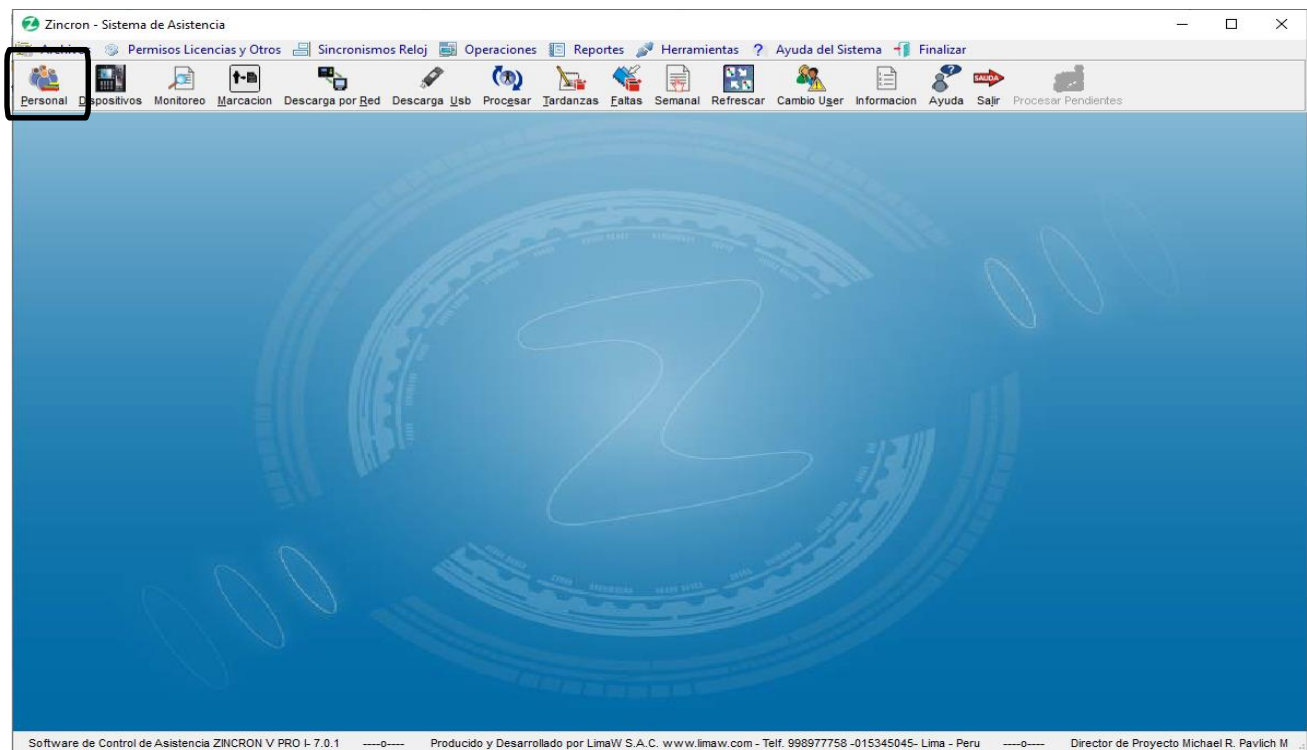 Zincron - Sistema de Asistencia
Permisos Licencias y Otros Sincronismos Reloj Operaciones Reportes Herramientas ? Ayuda del Sistema Finalizar
Personal Dispositivos Monitoreo Marcacion Descarga por Red Descarga Usb Procesar Tardanzas Faltas Semanal Refrescar Cambio User Informacion Ayuda Salir Procesar Pendientes
Software de Control de Asistencia ZINCRON V PRO I- 7.0.1 ----o---- Producido y Desarrollado por LimaW S.A.C. www.limaw.com - Telf. 998977758 -015345045- Lima - Peru ----o---- Director de Proyecto Michael R. Pavlich M